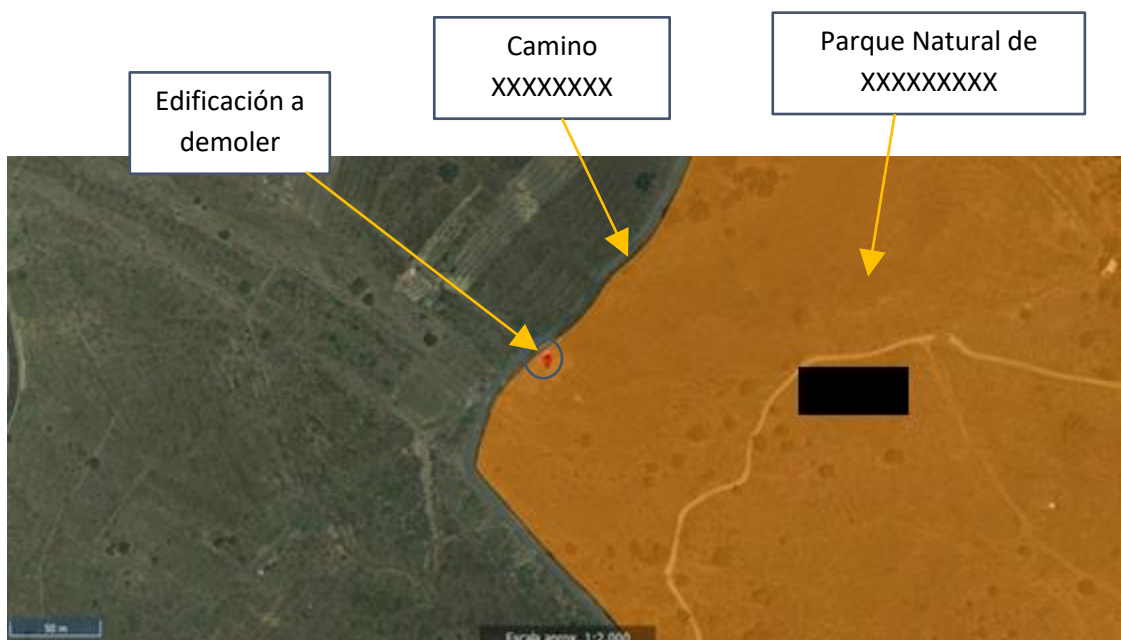 Camino
XXXXXXXX
Parque Natural de
XXXXXXXXX
Edificación a
demoler
50 m
Escala aprox. 1:2.000